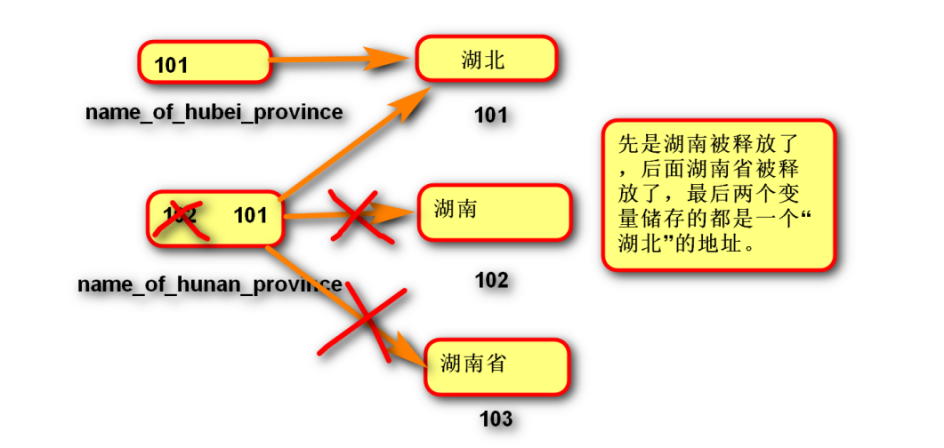 101
湖北
name_of_hubei_province
101
先是湖南被释放了
，后面湖南省被释
放了，最后两个变
量储存的都是一个“
湖北”的地址。
102 101
湖南
name_of_hunan_province
102
湖南省
103